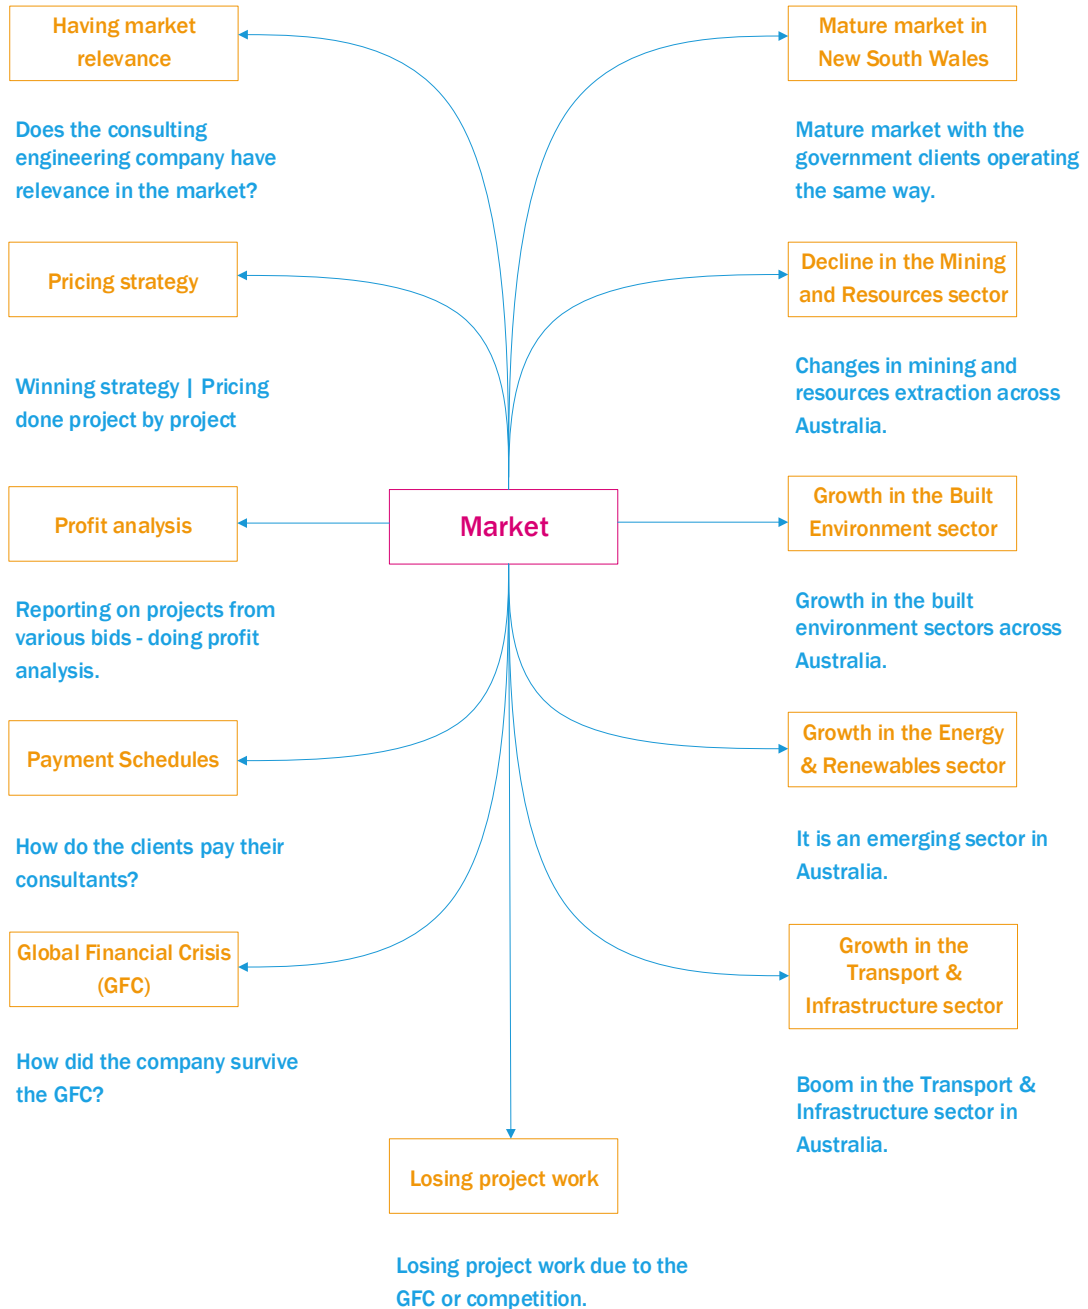 Having market
relevance
Does the consulting
engineering company have
relevance in the market?
Pricing strategy
Winning strategy | Pricing
done project by project
Profit analysis
Reporting on projects from
various bids - doing profit
analysis.
Payment Schedules
How do the clients pay their
consultants?
Global Financial Crisis
(GFC)
How did the company survive
the GFC?
Market
Losing project work
Losing project work due to the
GFC or competition.
Mature market in
New South Wales
Mature market with the
government clients operating
the same way.
Decline in the Mining
and Resources sector
Changes in mining and
resources extraction across
Australia.
Growth in the Built
Environment sector
Growth in the built
environment sectors across
Australia.
Growth in the Energy
& Renewables sector
It is an emerging sector in
Australia.
Growth in the
Transport &
Infrastructure sector
Boom in the Transport &
Infrastructure sector in
Australia.